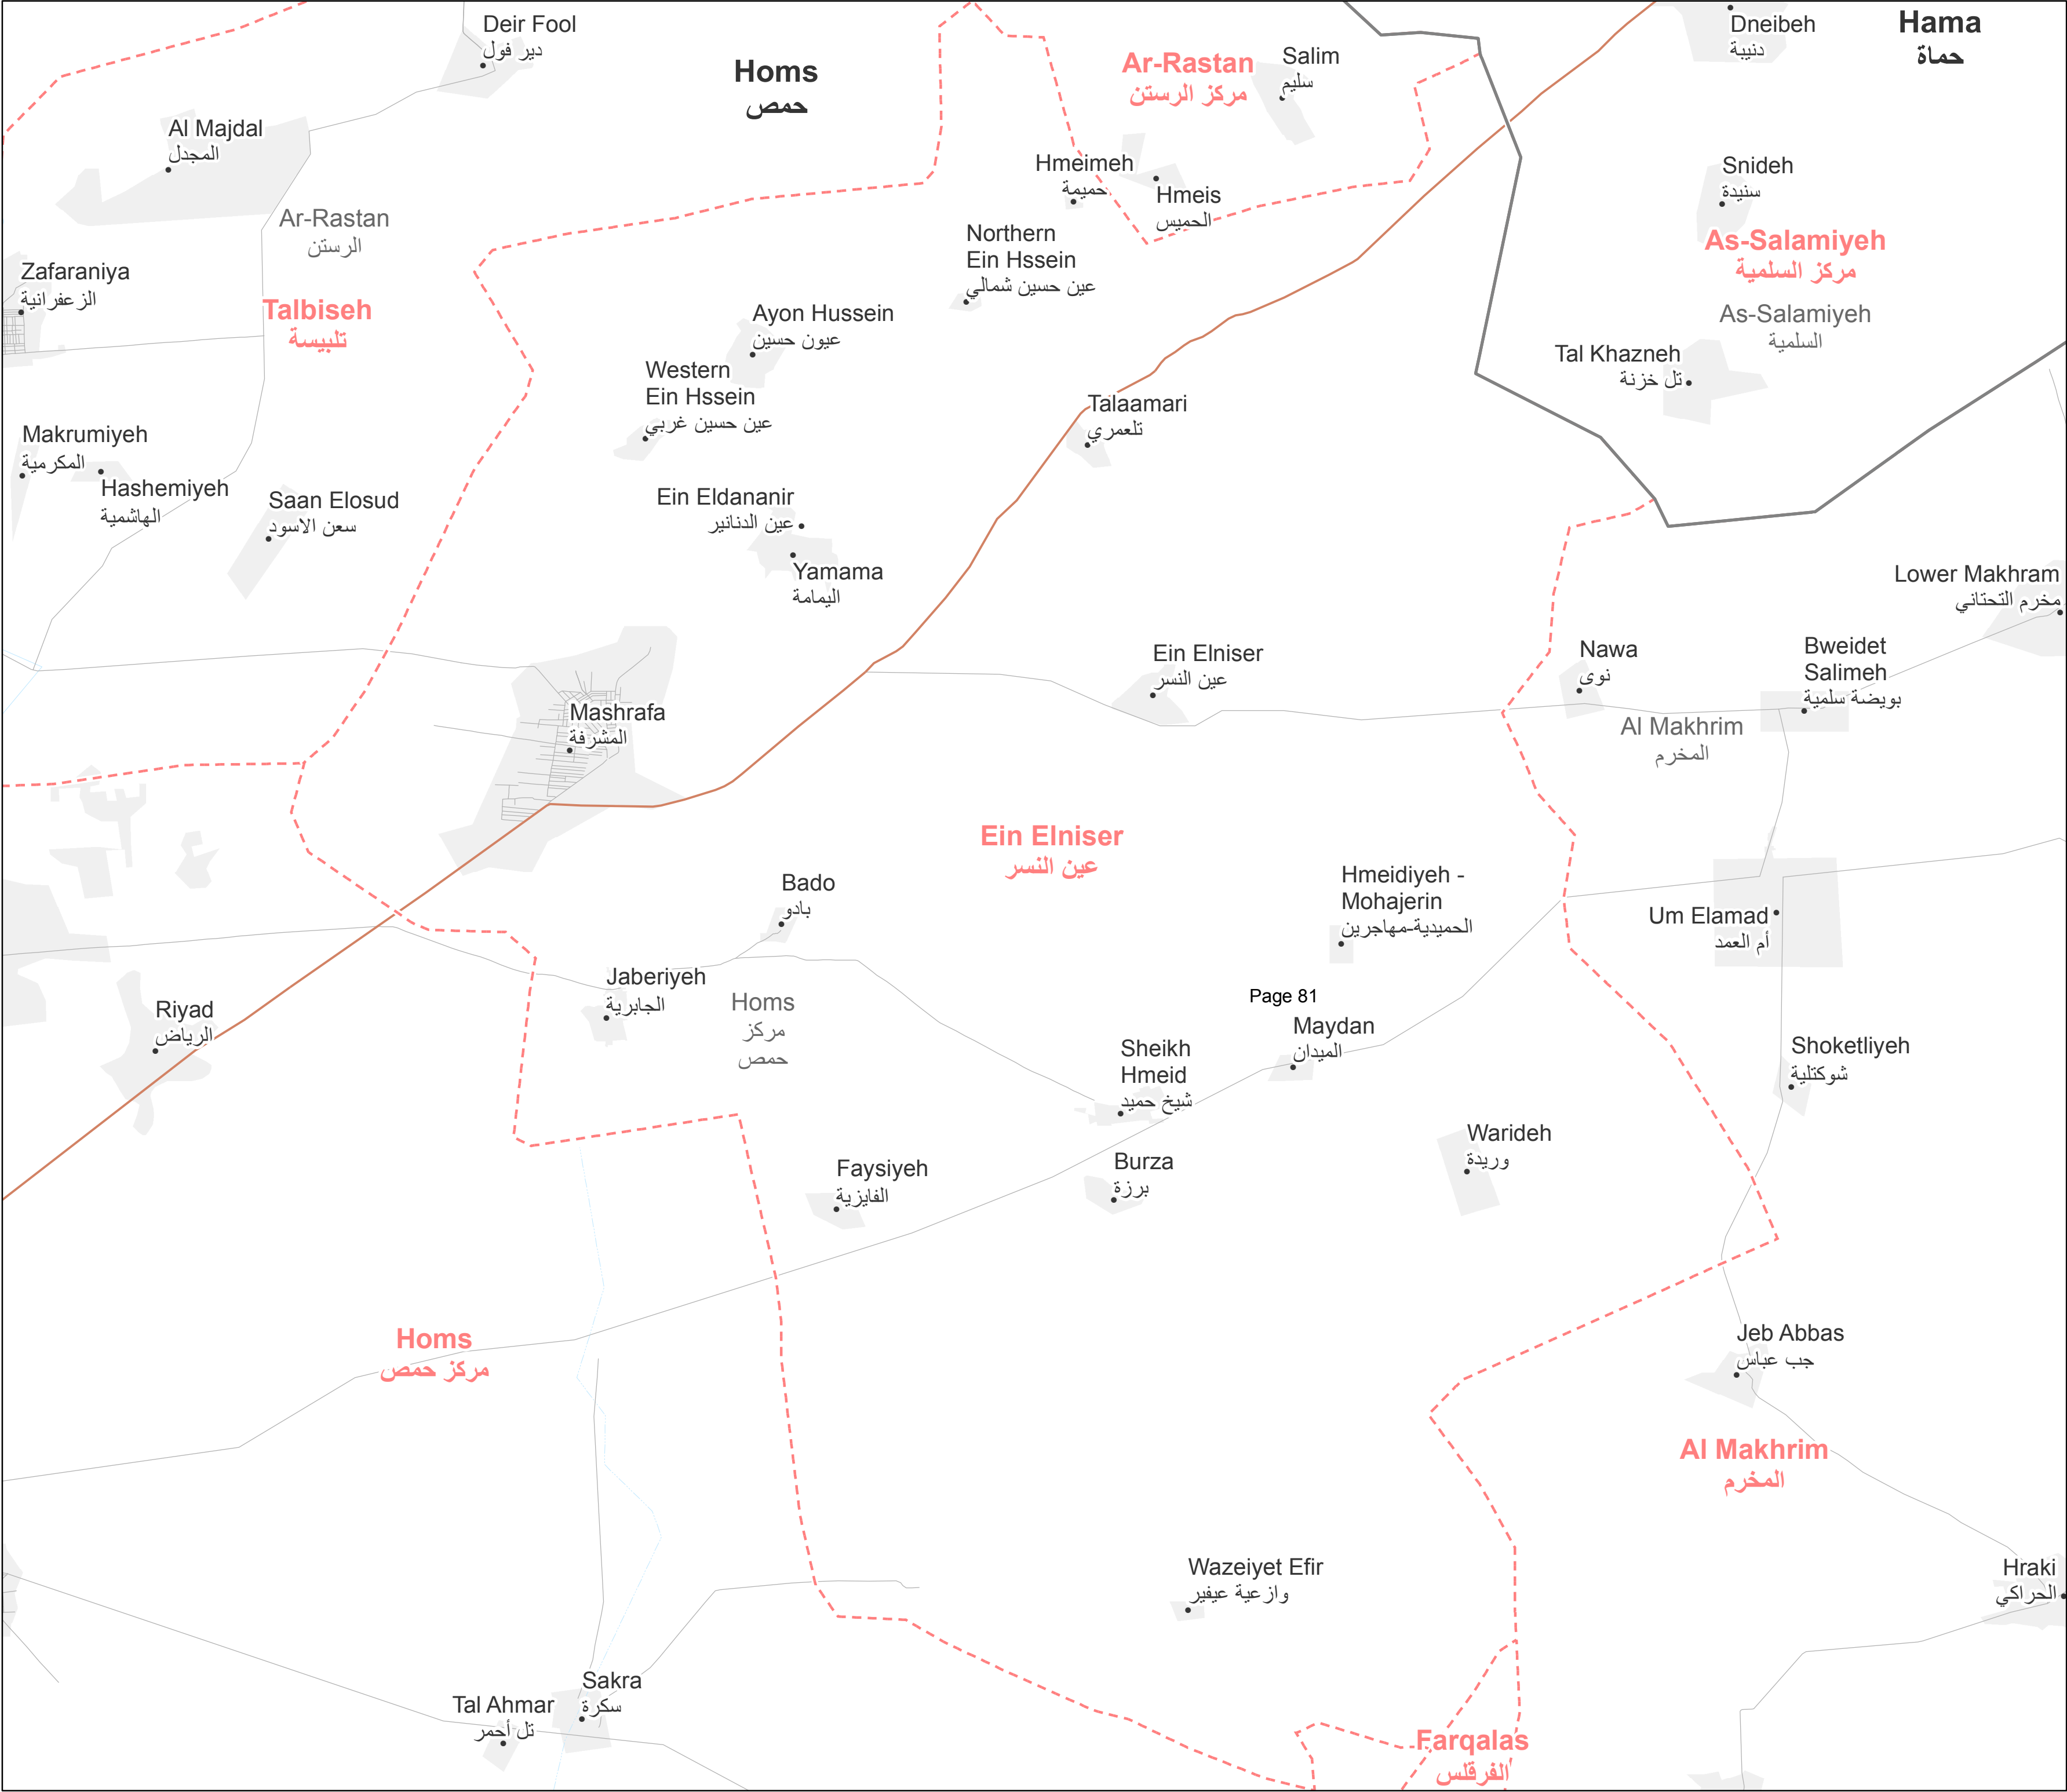 Deir Fool
دير فول
Homs
حمص
Ar-Rastan
مركز الرستن
Salim
سليم
Dneibeh
دنيبة
Hama
حماة
Al Majdal
المجدل
Hmeimeh
حميمة
Hmeis
الحميس
Snideh
سنيدة
Ar-Rastan
الرستن
Northern
Ein Hssein
عين حسين شمالي
As-Salamiyeh
مركز السلمية
Zafaraniya
الزعفرانية
Talbiseh
تلبيسة
Ayon Hussein
عيون حسين
As-Salamiyeh
السلمية
Western
Ein Hssein
عين حسين غربي
Tal Khazneh
تل خزنة
Talaamari
تلعمري
Makrumiyeh
المكرمية
Hashemiyeh
الهاشمية
Saan Elosud
سعن الاسود
Ein Eldananir
عين الدنانير
Yamama
اليمامة
Lower Makhram
مخرم التحتاني
Ein Elniser
عين النسر
Nawa
نوى
Bweidet
Salimeh
بويضة سلمية
Mashrafa
المشرفة
Al Makhrim
المخرم
Ein Elniser
عين النسر
Bado
بادو
Hmeidiyeh -
Mohajerin
الحميدية-مهاجرين
Um Elamad
أم العمد
Jaberiyeh
الجابرية
Homs
مركز
حمص
Page 81
Riyad
الرياض
Maydan
الميدان
Sheikh
Hmeid
شيخ حميد
Shoketliyeh
شوكتلية
Warideh
وريدة
Faysiyeh
الفايزية
Burza
برزة
Homs
مركز حمص
Jeb Abbas
جب عباس
Al Makhrim
المخرم
Wazeiyet Efir
وازعية عيفير
Hraki
الحراكي
Sakra
سكرة
Tal Ahmar
تل أحمر
Farqalas
الفرقلس